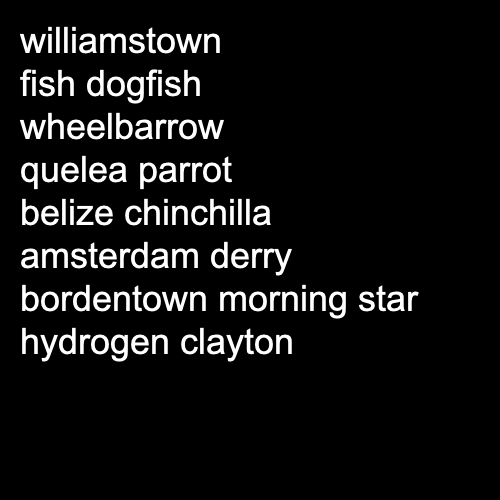 williamstown
fish dogfish
wheelbarrow
quelea parrot
belize chinchilla
amsterdam derry
bordentown morning star
hydrogen clayton